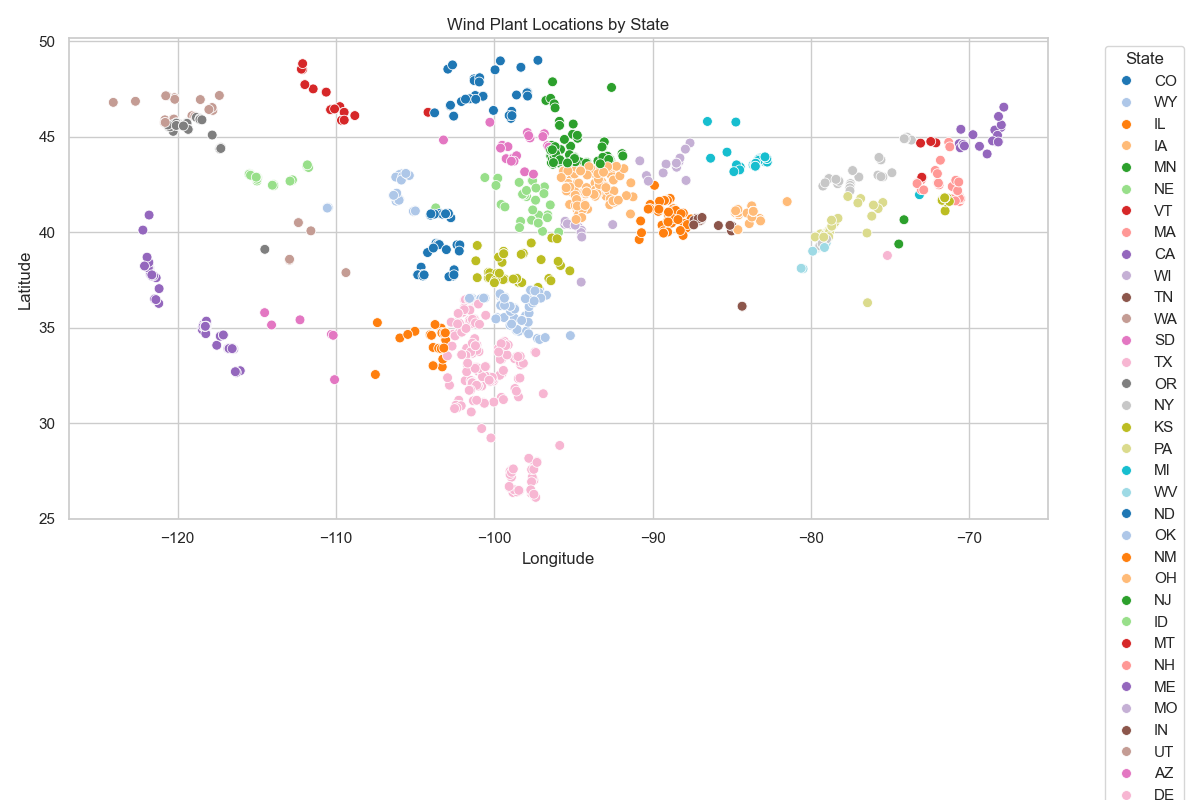 Wind Plant Locations by State
50
45
40
35
30
25
Latitude
−120
−110
−100
−90
−80
−70
Longitude
State
CO
WY
IL
IA
MN
NE
VT
MA
CA
WI
TN
WA
SD
TX
OR
NY
KS
PA
MI
WV
ND
OK
NM
OH
NJ
ID
MT
NH
ME
MO
IN
UT
AZ
DE